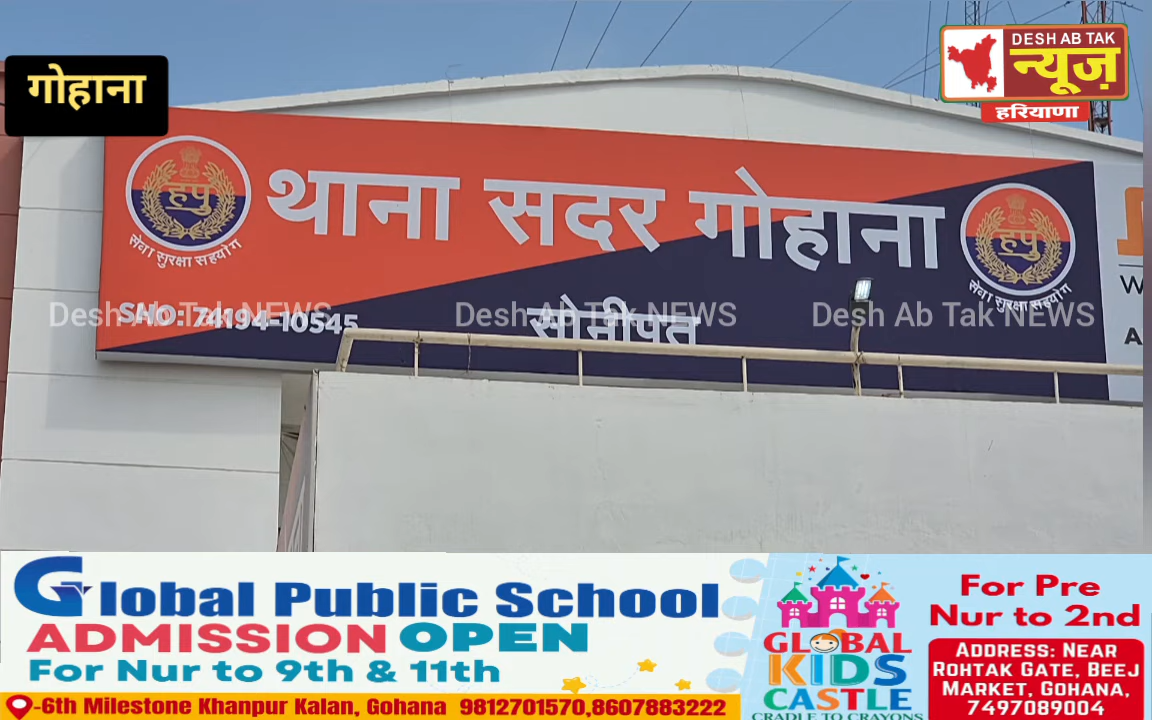 गोहाना
DESH AB TAK
न्यूज़
हरियाणा
थाना सदर गोहाना
हपु
सेवा सुरक्षा सहयोग
हपु
सेवा सुरक्षा सहयोग
SHO: 74194-10545
सोनीपत
Desh Ab Tak NEWS
Desh Ab Tak NEWS
Desh Ab Tak NEWS
W
A
Global Public School
ADMISSION OPEN
For Nur to 9th & 11th
-6th Milestone Khanpur Kalan, Gohana 9812701570,8607883222
GLOBAL
KIDS
CASTLE
CRADLE TO CRAYONS
For Pre
Nur to 2nd
Address: Near
Rohtak Gate, Beej
Market, Gohana,
7497089004